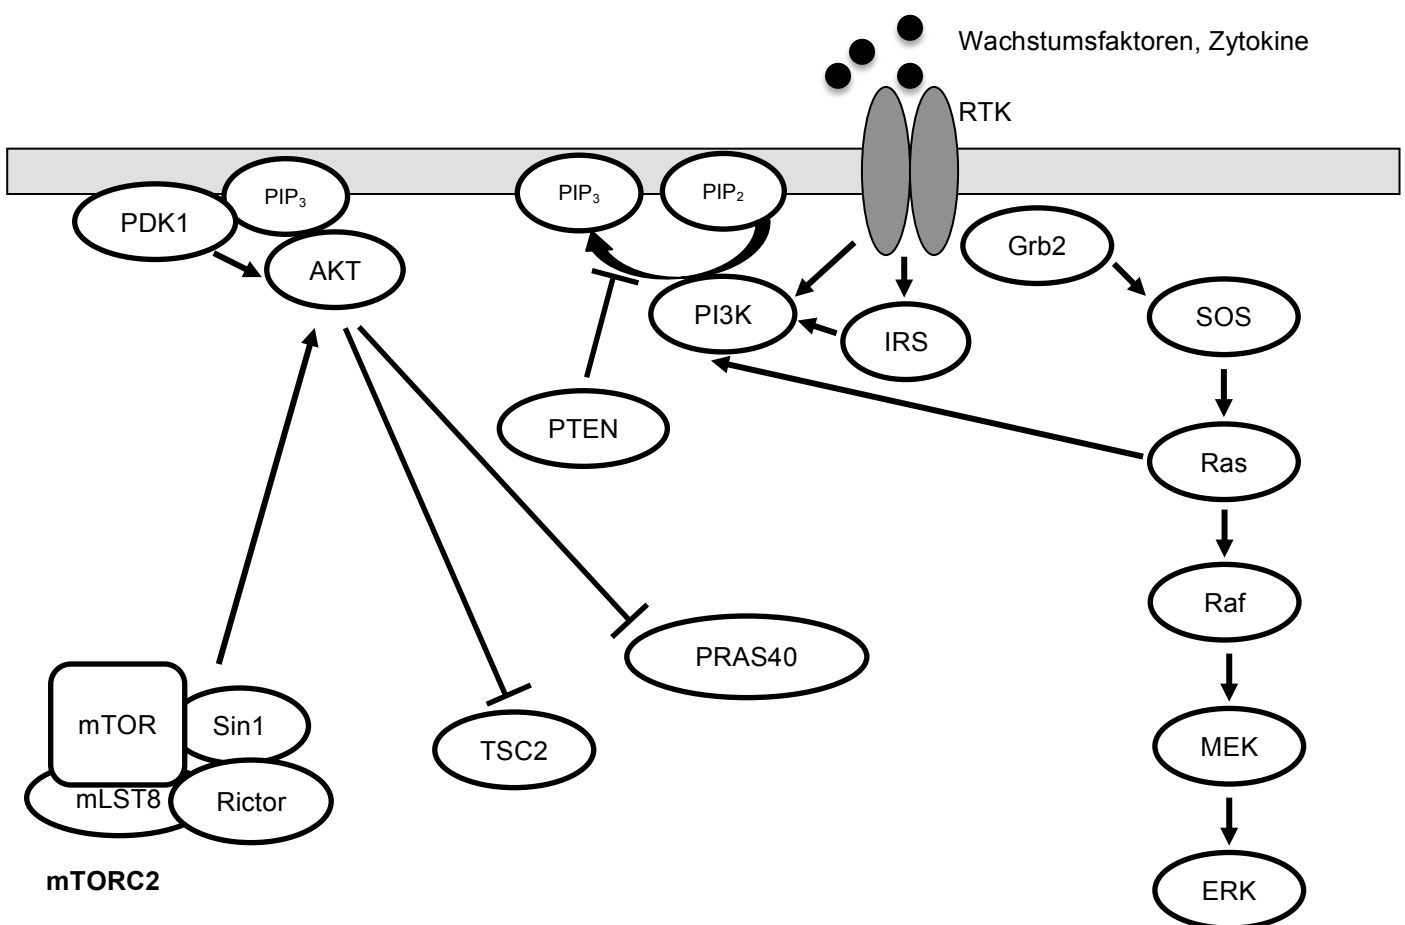 Wachstumsfaktoren, Zytokine
RTK
PIP3
PDK1
AKT
PIP3
PIP2
Grb2
PI3K
IRS
SOS
PTEN
Ras
Raf
PRAS40
mTOR
Sin1
TSC2
MEK
mLST8
Rictor
mTORC2
ERK